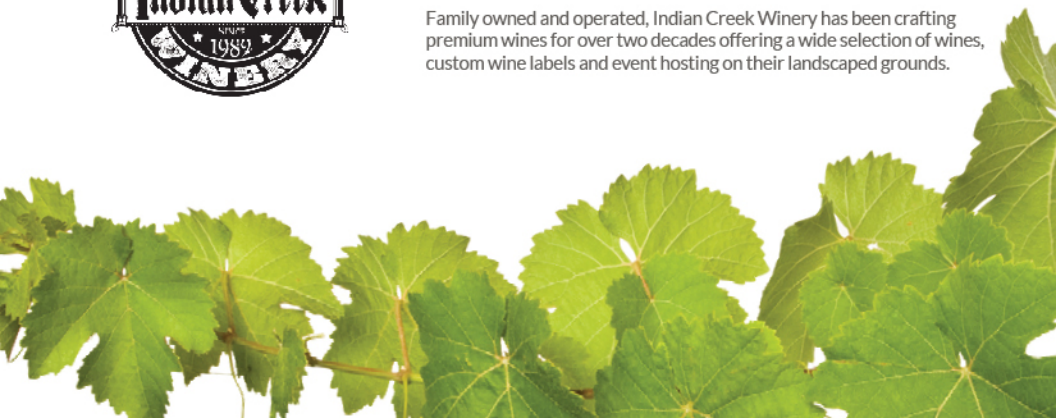 Indian Creek
SINCE
1982
WINERY
Family owned and operated, Indian Creek Winery has been crafting
premium wines for over two decades offering a wide selection of wines,
custom wine labels and event hosting on their landscaped grounds.